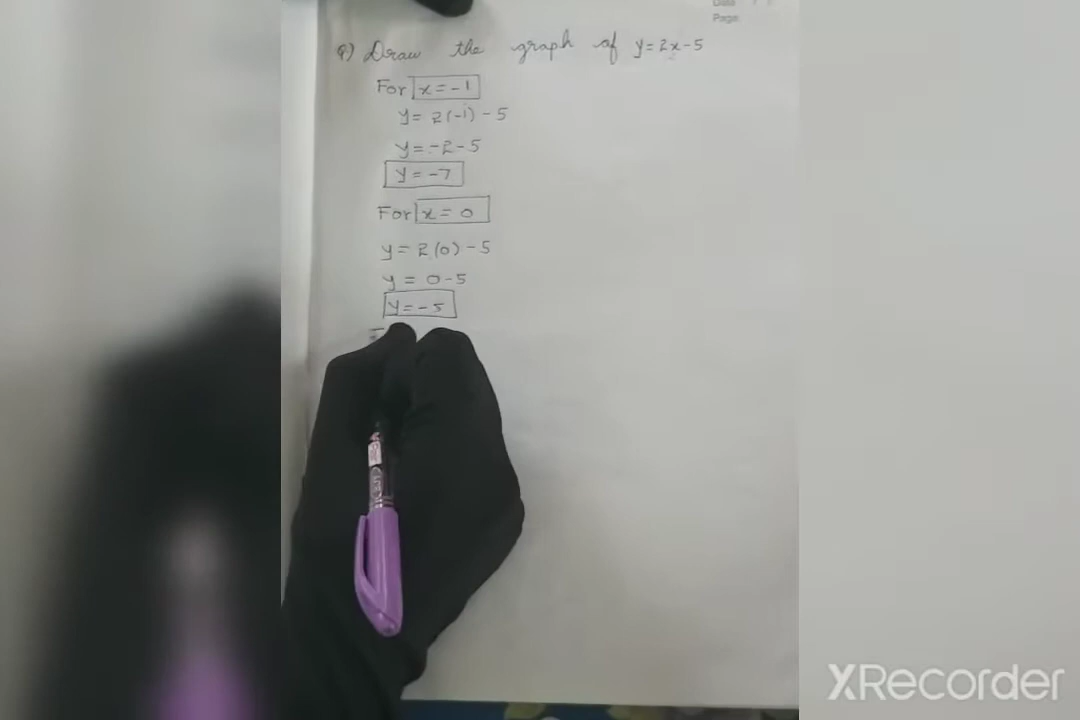 Date
Page
Q) Draw the graph of y=2x-5
For x=-1
y=2(-1)-5
y=-2-5
y=-7
For x=0
y=2(0)-5
y=0-5
y=-5
XRecorder